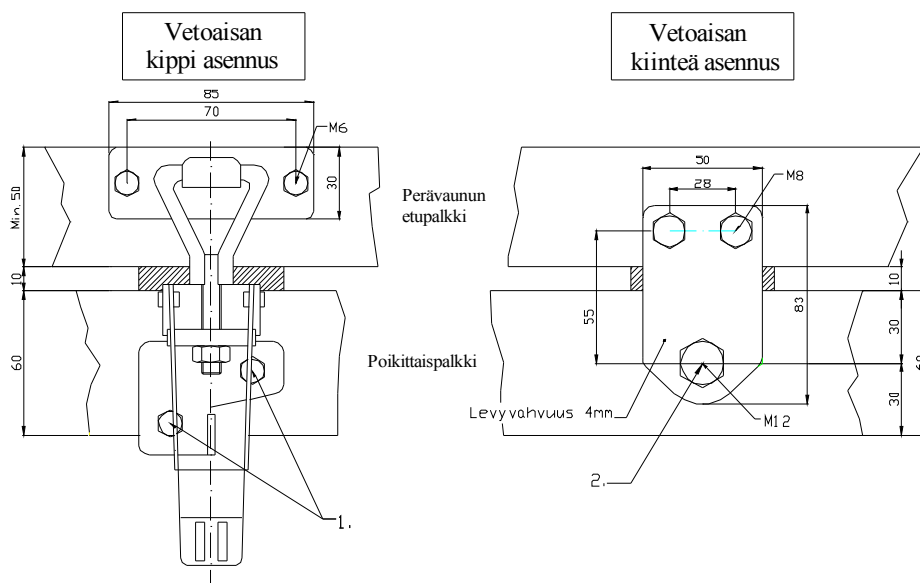 Vetoaisan
kippi asennus
Vetoaisan
kiinteä asennus
85
70
M6
30
Min. 50
10
60
Perävaunun
etupalkki
Poikittaispalkki
1.
50
28
M8
55
83
10
30
30
60
Levyvahvuus 4mm
M12
2.